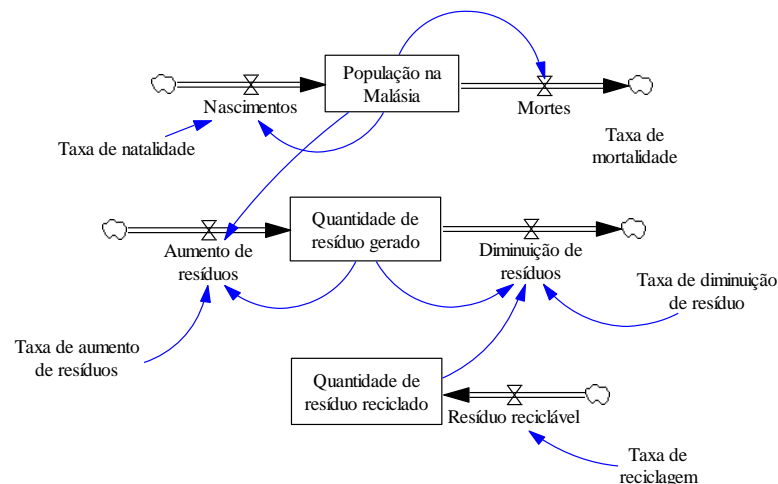 População na
Malásia
Nascimentos
Mortes
Taxa de natalidade
Taxa de
mortalidade
Quantidade de
resíduo gerado
Aumento de
resíduos
Diminuição de
resíduos
Taxa de diminuição
de resíduo
Taxa de aumento
de resíduos
Quantidade de
resíduo reciclado
Resíduo reciclável
Taxa de
reciclagem